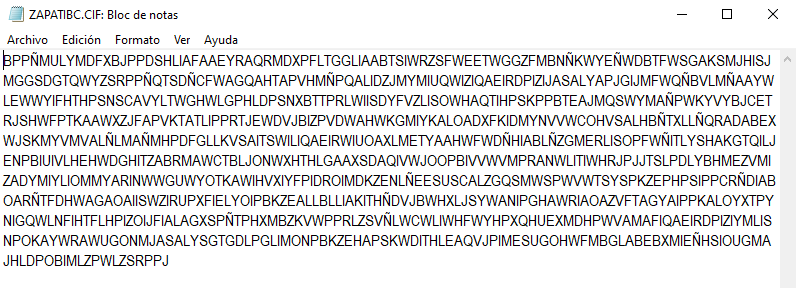 ZAPATIBC.CIF: Bloc de notas
Archivo Edición Formato Ver Ayuda
BPPÑMULYMDFXBJPPDSHLIAFAAEYRAQRMDXPFLTGGLIAABTSIWRZSFWEETWGGZFMBNÑKWYEÑWDBTFWSGAKSMJHISJ
MGGSDGTQWYZSRPPÑQTSDÑCFWAGQAHTAPVHMÑPQALIDZJMYMIUQWIZIQAEIRDPIZIJASALYAPJGIJMFWQÑBVLMÑAAYW
LEWWYIFHTHPSNSCAVYLTWGHWLGPHLDPSNXBTTPRLWIISDYFVZLISOWHAQTIHPSKPPBTEAJMQSWYMAÑPWKYVYBJCET
RJSHWFPTKAAWXZJFAPVKTATLIPPRTJEWDVJBIZPVDWAHWKGMIYKALOADXFKIDMYNVVWCOHVSALHBÑTXLLÑQRADABEX
WJSKMYVMVALÑLMAÑMHPDFGLLKVSAITSWILIQAEIRWIUOAXLMETYAAHWFWDÑHIABLÑZGMERLISOPFWÑITLYSHAKGTQILJ
ENPBIUIVLHEHWDGHITZABRMAWCTBLJONWXHTHLGAAXSDAQIVWJOOPBIVVWVMPRANWLITIWHRJPJJTSLPDLYBHMEZVMI
ZADYMIYLIOMMYARINWWGUWYOTKAWIHVXIYFPIDROIMDKZENLÑEESUSCALZGQSMWSPWVWTSYSPKZEPHPSIPPCRÑDIAB
OARÑTFDHWAGAOAIISWZIRUPXFIELYOIPBKZEALLBLLIAKITHÑDVJBWHXLJSYWANIPGHAWRIAOAZVFTAGYAIPPKALOYXTPY
NIGQWLNFIHTFLHPIZOIJFIALAGXSPÑTPHXMBZKVWPPRLZSVÑLWCWLIWHFWYHPXQHUEXMDHPWVAMAFIQAEIRDPIZIYMLIS
NPOKAYWRAWUGONMJASALYSGTGDLPGLIMONPBKZEHAPSKWDITHLEAQVJPIMESUGOHWFMBGLABEBXMIEÑHSIOUGMA
JHLDPOBIMLZPWLZSRPPJ